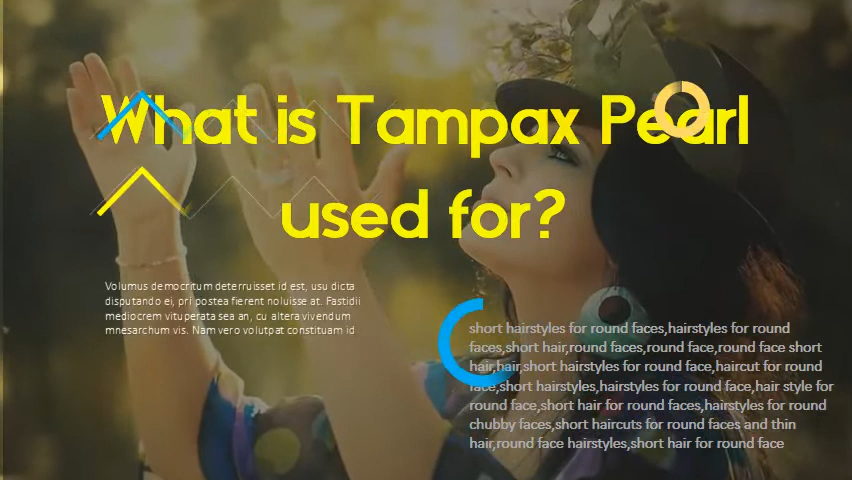 What is Tampax Pearl
used for?
Volumus democritum deterruisset id est, usu dicta
disputando ei, pri postea fierent noluisse at. Fastidii
mediocrem vituperata sea an, cu altera vivendum
mnesarchum vis. Nam vero volutpat constituam id
short hairstyles for round faces,hairstyles for round
faces,short hair,round faces,round face,round face short
hair,hair,short hairstyles for round face,haircut for round
face,short hairstyles,hairstyles for round face,hair style for
round face,short hair for round faces,hairstyles for round
chubby faces,short haircuts for round faces and thin
hair,round face hairstyles,short hair for round face